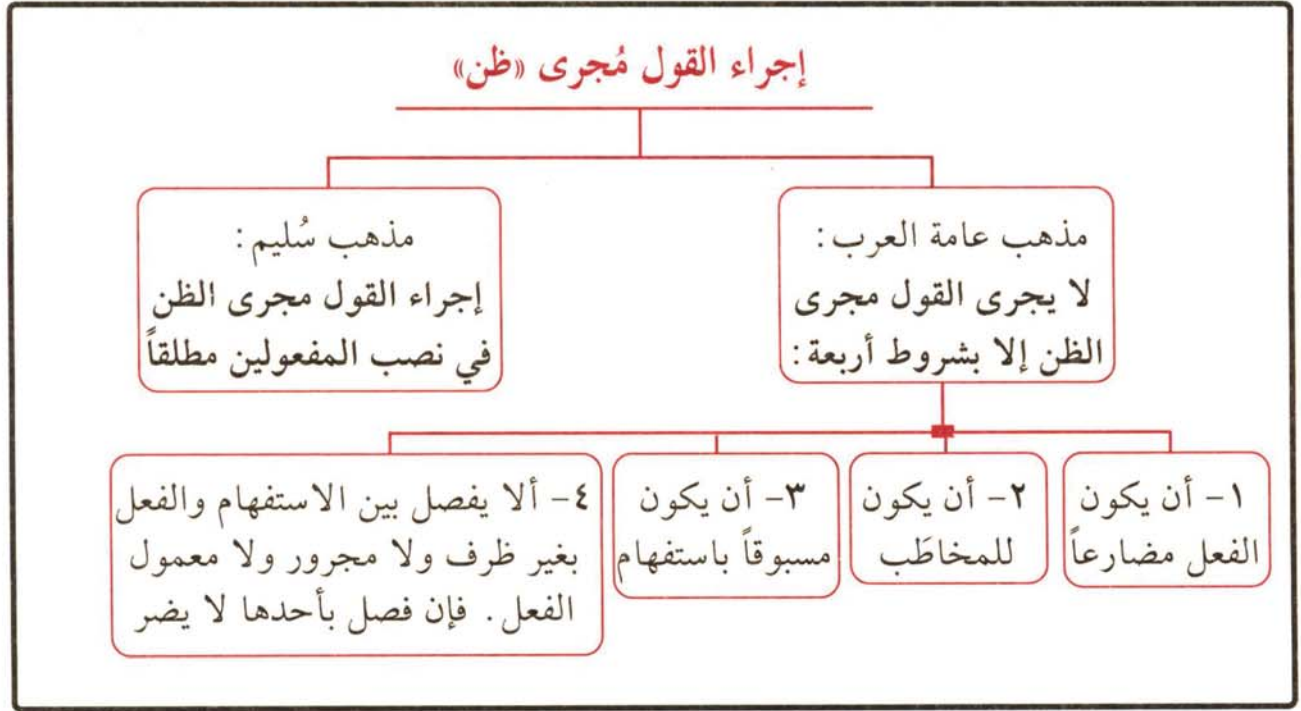 إجراء القول مُجرى «ظن»
مذهب عامة العرب :
لا يجرى القول مجرى
الظن إلا بشروط أربعة :
مذهب سُليم :
إجراء القول مجرى الظن
في نصب المفعولين مطلقاً
١- أن يكون
الفعل مضارعاً
٢- أن يكون
للمخاطَب
٣- أن يكون
مسبوقاً باستفهام
٤- ألا يفصل بين الاستفهام والفعل
بغير ظرف ولا مجرور ولا معمول
الفعل . فإن فصل بأحدها لا يضر